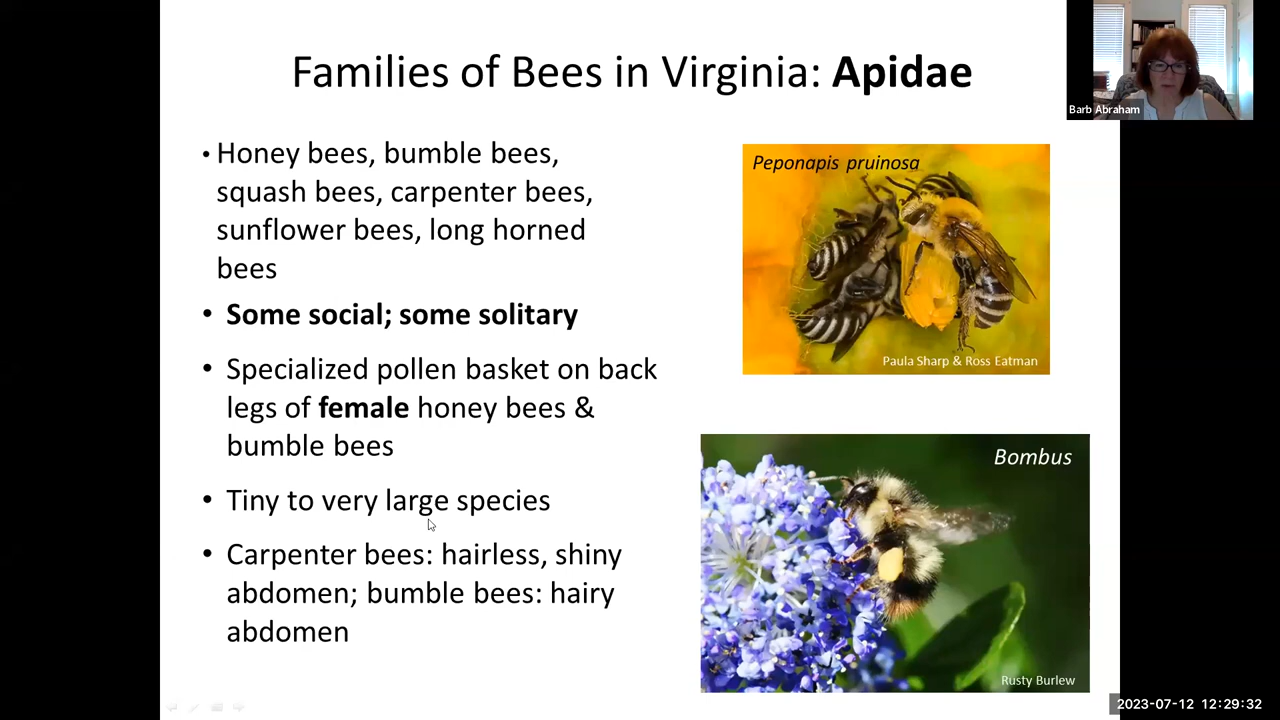 Families of Bees in Virginia: Apidae
Barb Abraham
• Honey bees, bumble bees,
squash bees, carpenter bees,
sunflower bees, long horned
bees
• Some social; some solitary
• Specialized pollen basket on back
legs of female honey bees &
bumble bees
• Tiny to very large species
• Carpenter bees: hairless, shiny
abdomen; bumble bees: hairy
abdomen
Peponapis pruinosa
Paula Sharp & Ross Eatman
Bombus
Rusty Burlew
2023-07-12 12:29:32